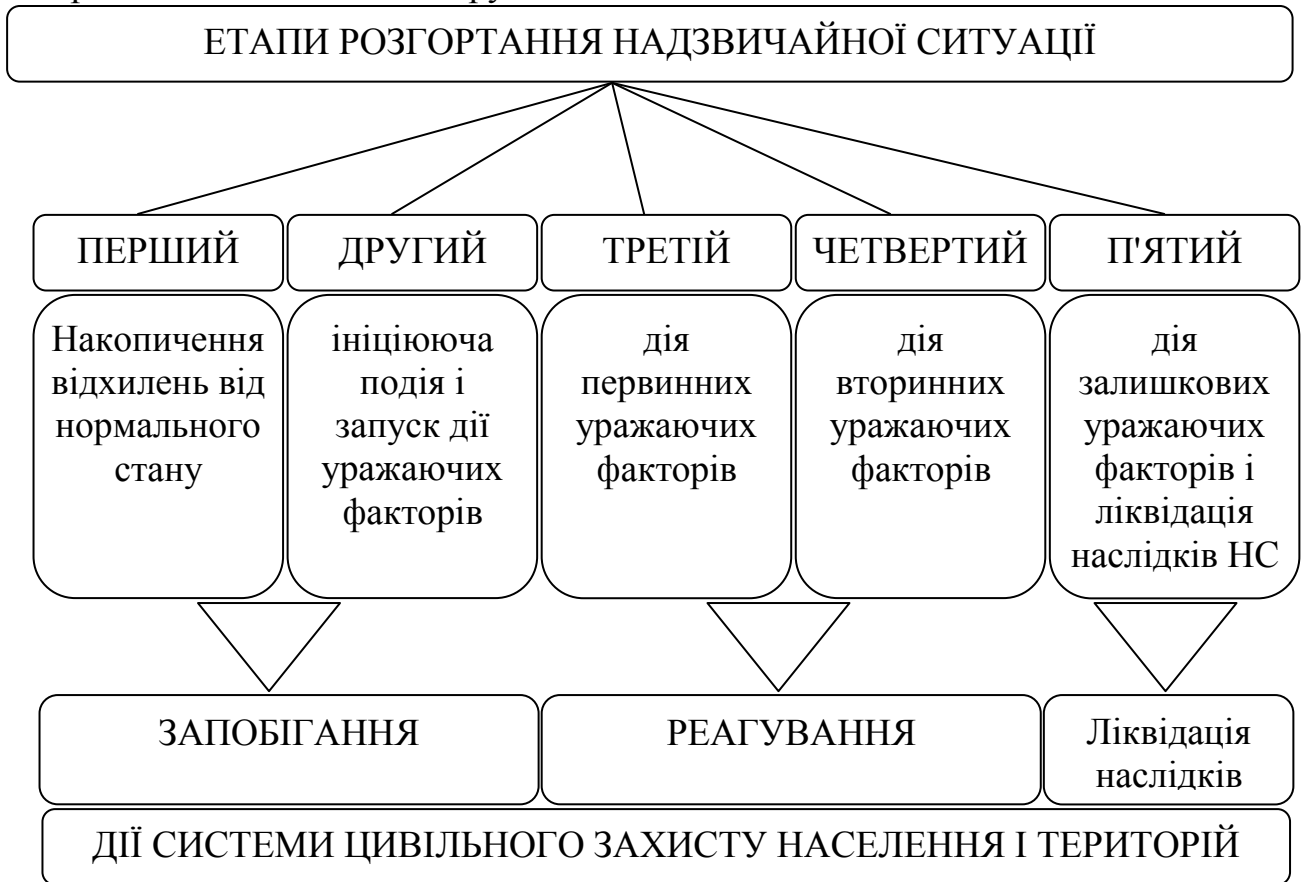 ЕТАПИ РОЗГОРТАННЯ НАДЗВИЧАЙНОЇ СИТУАЦІЇ
ПЕРШИЙ
ДРУГИЙ
ТРЕТІЙ
ЧЕТВЕРТИЙ
П'ЯТИЙ
Накопичення
відхилень від
нормального
стану
ініціююча
подія і
запуск дії
уражаючих
факторів
дія
первинних
уражаючих
факторів
дія
вторинних
уражаючих
факторів
дія
залишкових
уражаючих
факторів і
ліквідація
наслідків НС
ЗАПОБІГАННЯ
РЕАГУВАННЯ
Ліквідація
наслідків
ДІЇ СИСТЕМИ ЦИВІЛЬНОГО ЗАХИСТУ НАСЕЛЕННЯ І ТЕРИТОРІЙ